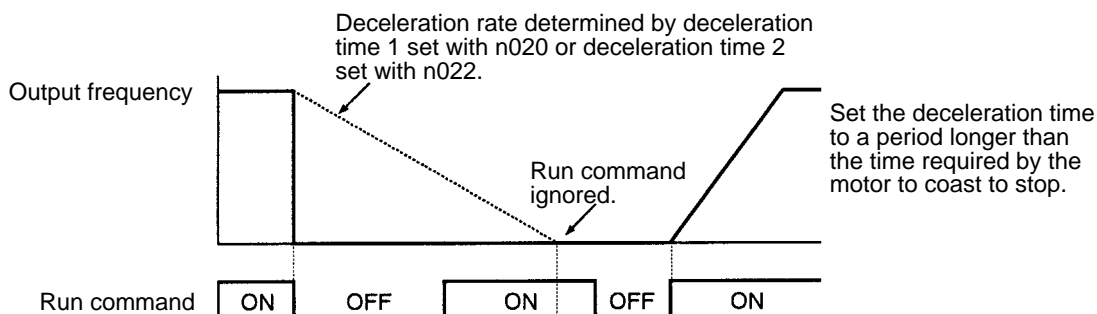 Deceleration rate determined by deceleration
time 1 set with n020 or deceleration time 2
set with n022.
Output frequency
Set the deceleration time
to a period longer than
the time required by the
motor to coast to stop.
Run command
ignored.
Run command
ON
OFF
ON
OFF
ON